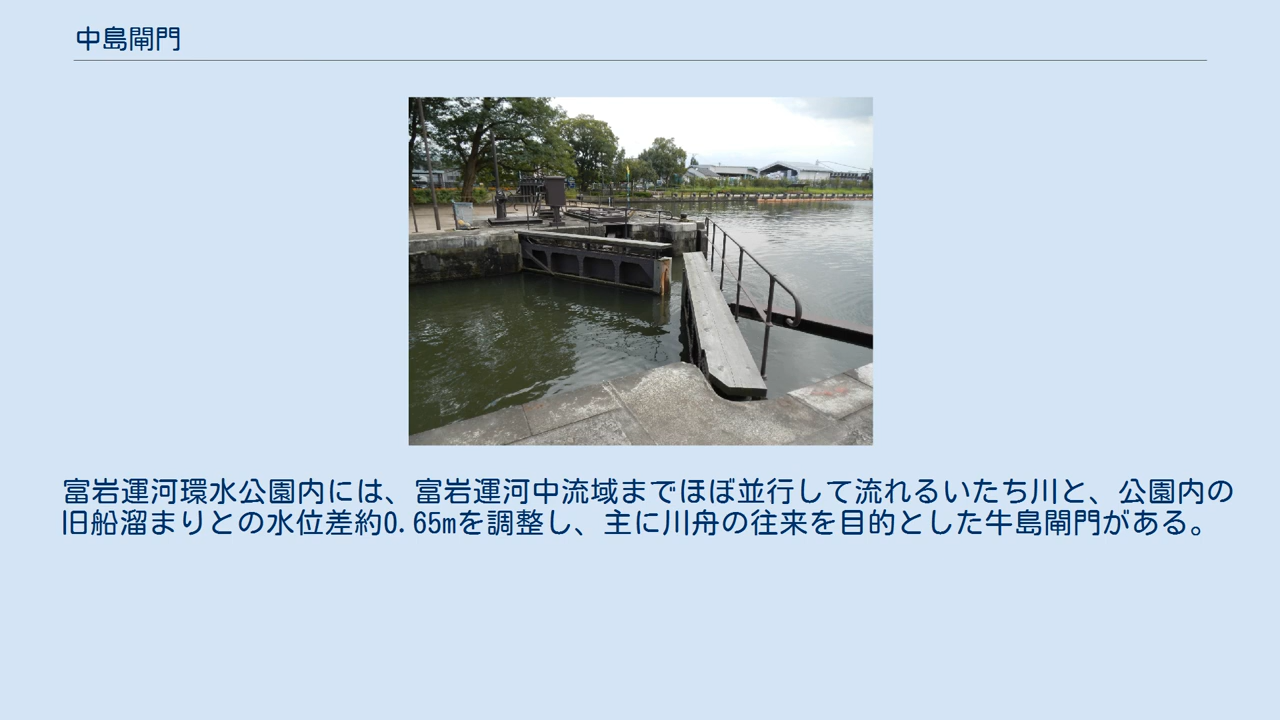 中島閘門
富岩運河環水公園内には、富岩運河中流域までほぼ並行して流れるいたち川と、公園内の
旧船溜まりとの水位差約0.65mを調整し、主に川舟の往来を目的とした牛島閘門がある。